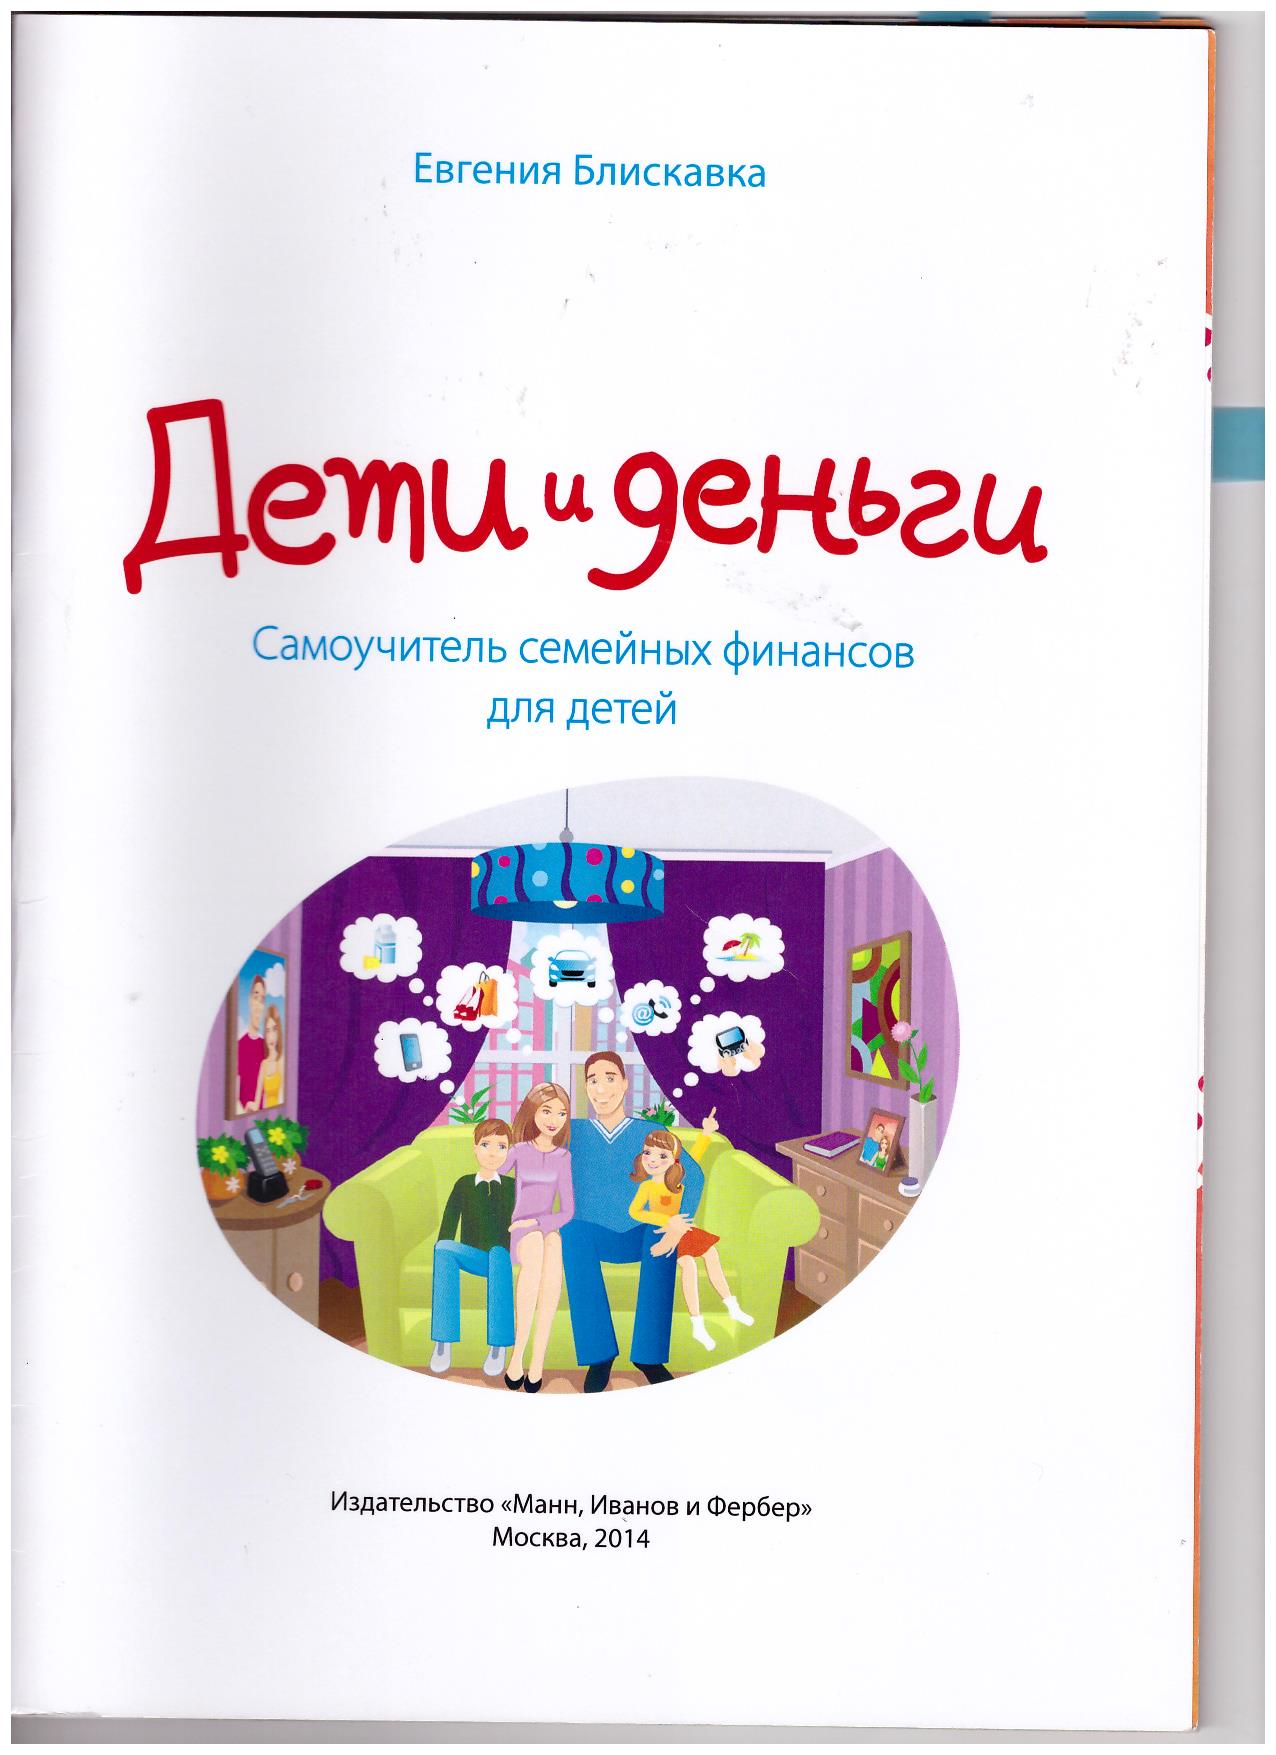 Евгения Блискавка
Дети и деньги
Самоучитель семейных финансов
для детей
@
Издательство «Манн, Иванов и Фербер»
Москва, 2014